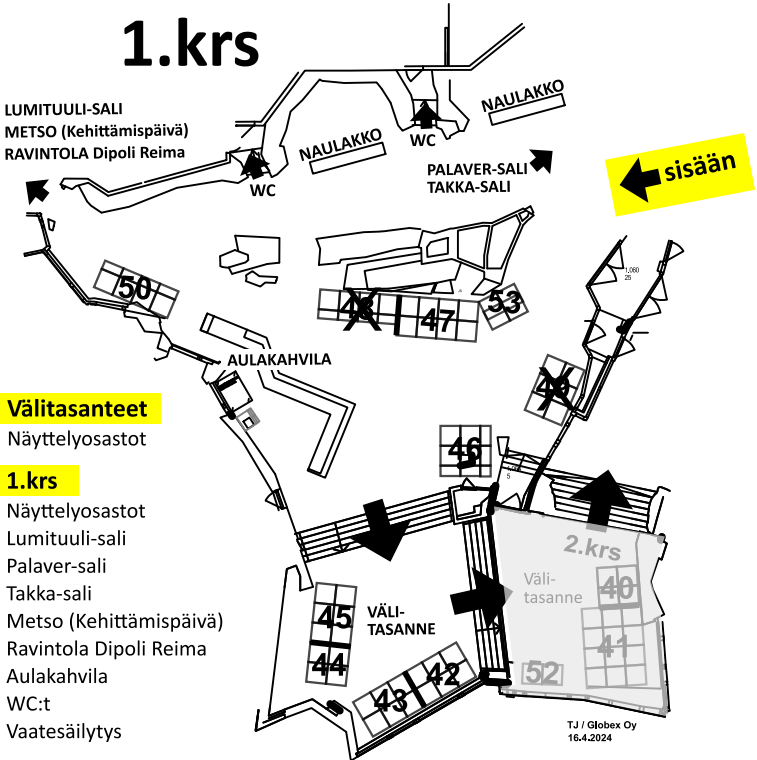 1.krs
LUMITUULI-SALI
METSO (Kehittämispäivä)
RAVINTOLA Dipoli Reima
WC
NAULAKKO
WC
NAULAKKO
PALAVER-SALI
TAKKA-SALI
sisään
1,060
25
50
48
47
53
AULAKAHVILA
49
46
Välitasanteet
Näyttelyosastot
1.krs
Näyttelyosastot
Lumituuli-sali
Palaver-sali
Takka-sali
Metso (Kehittämispäivä)
Ravintola Dipoli Reima
Aulakahvila
WC:t
Vaatesäilytys
45
44
VÄLI-
TASANNE
43
42
2.krs
Väli-
tasanne
40
41
52
TJ / Globex Oy
16.4.2024